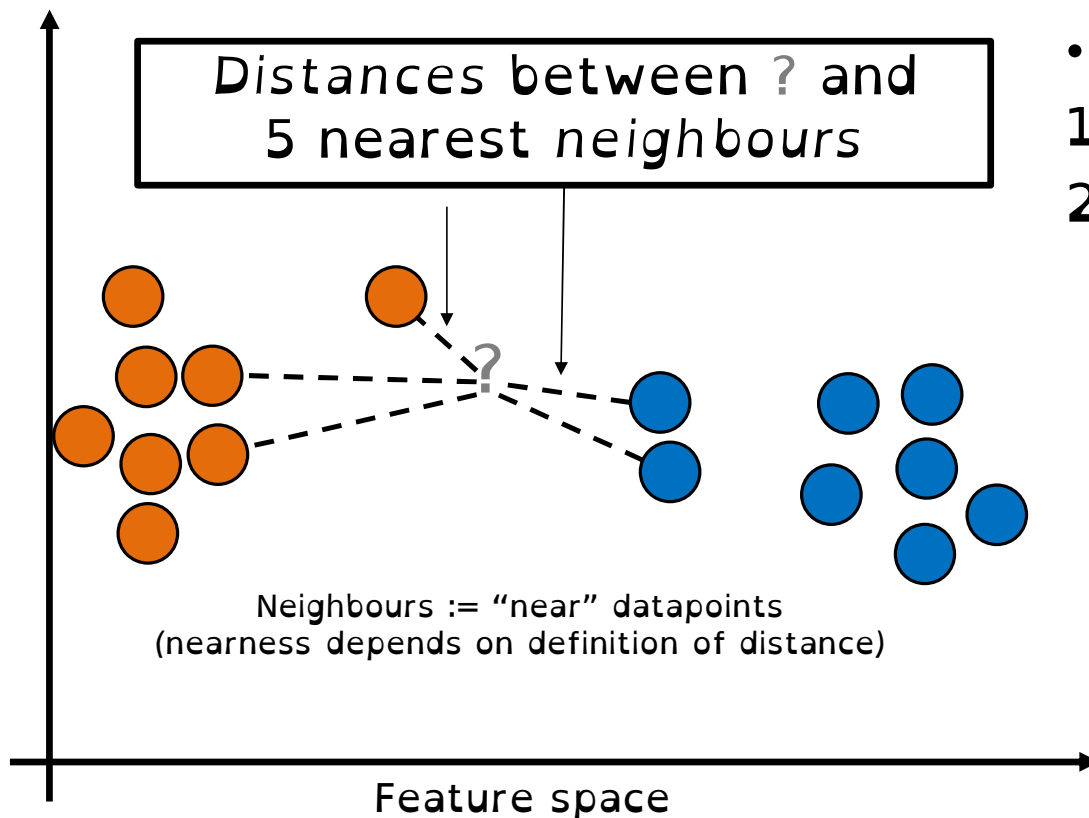 Distances between ? and
5 nearest neighbours
•
1
2
?
Neighbours := “near” datapoints
(nearness depends on definition of distance)
Feature space